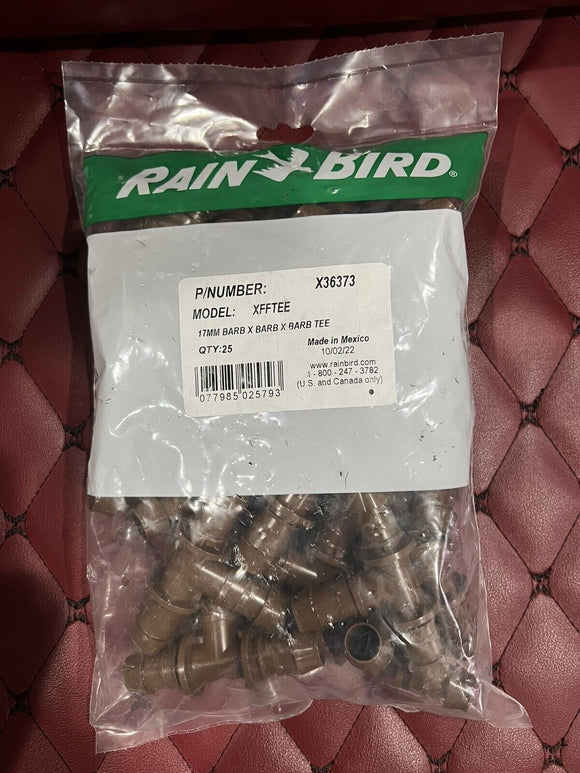 RAIN BIRD®
P/NUMBER: X36373
MODEL: XFFTEE
17MM BARB X BARB X BARB TEE
QTY:25
Made in Mexico
10/02/22
www.rainbird.com
1 - 800 - 247 - 3782
(U.S. and Canada only)
077985 025793